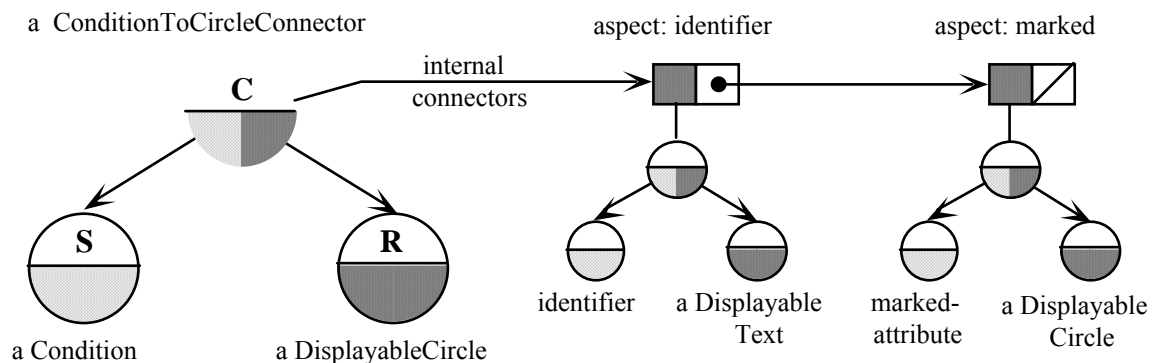 a ConditionToCircleConnector
aspect: identifier
aspect: marked
internal
connectors
C
S
R
a Condition
a DisplayableCircle
identifier
a Displayable
Text
marked-
attribute
a Displayable
Circle